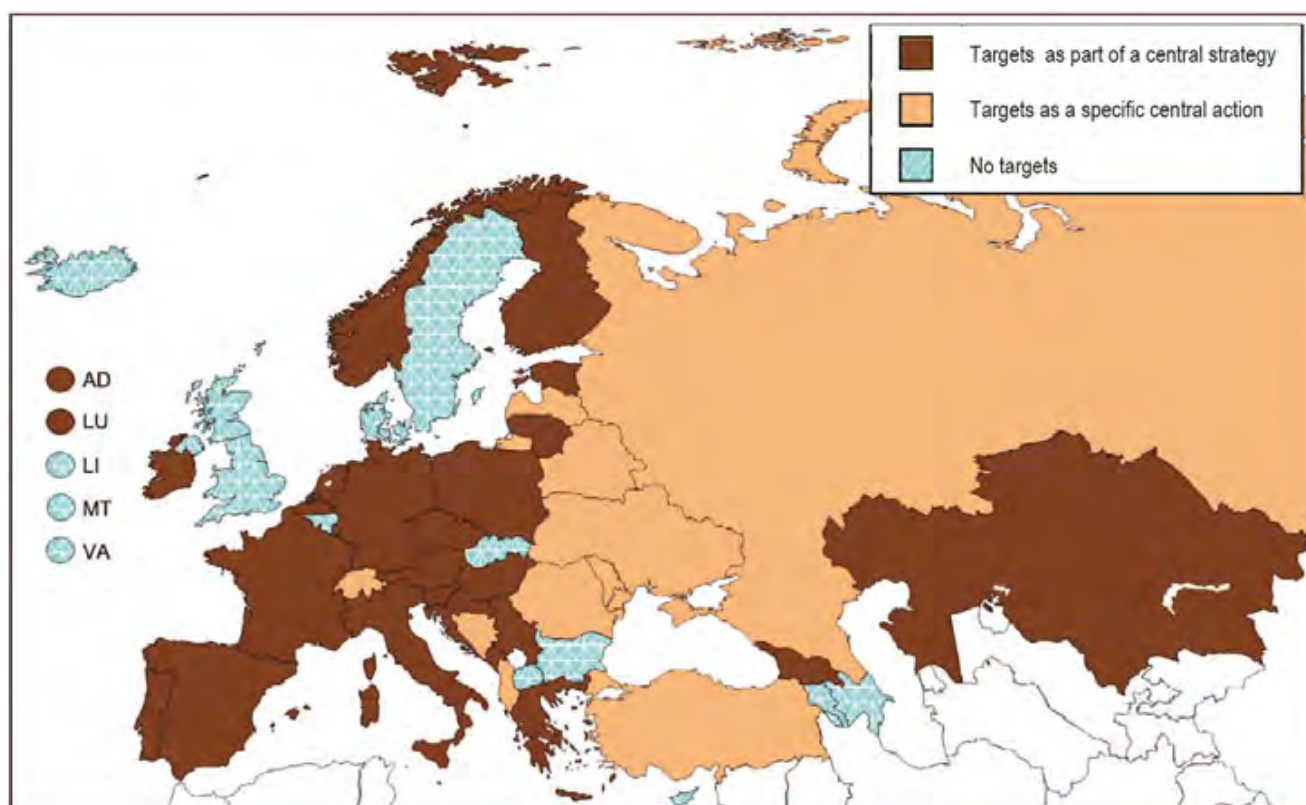 Targets as part of a central strategy
Targets as a specific central action
No targets
AD
LU
LI
MT
VA